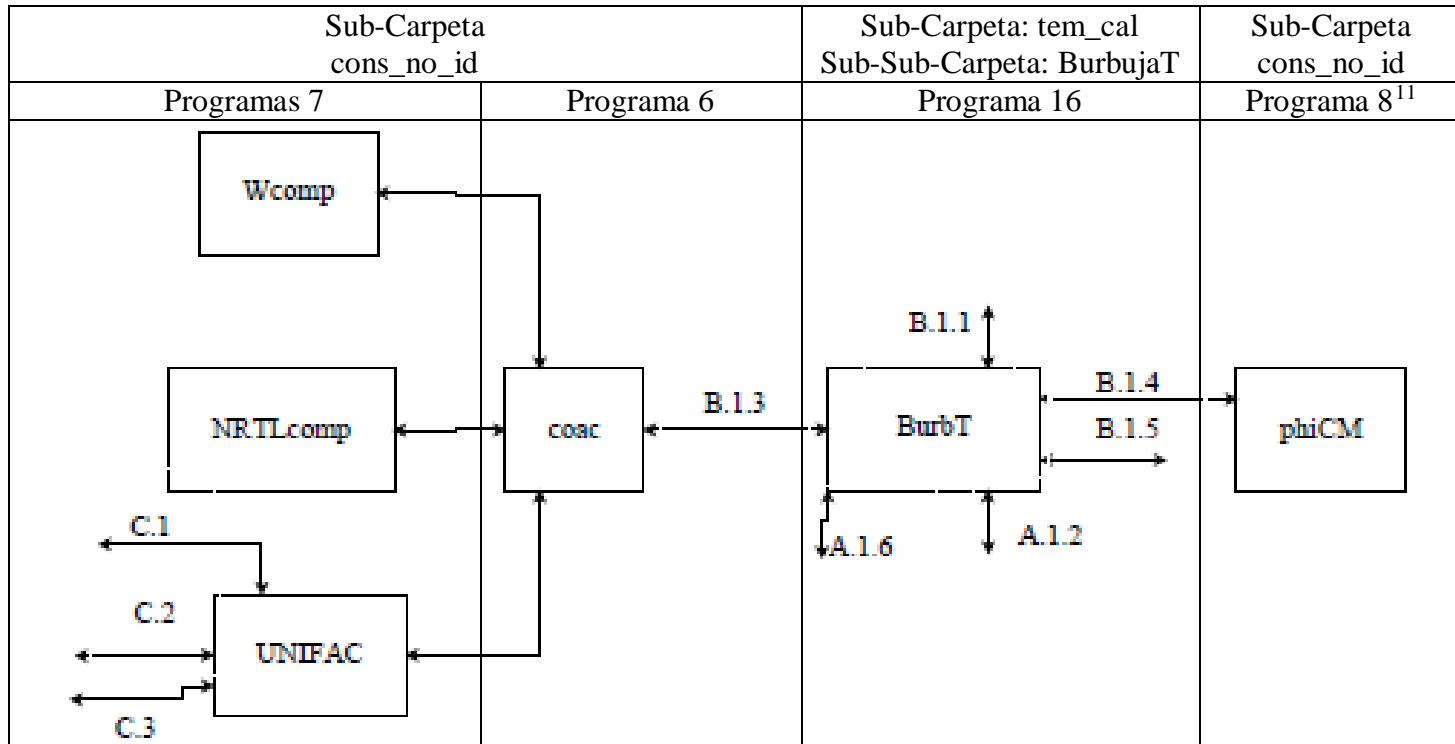 Sub-Carpeta
cons_no_id
Sub-Carpeta: tem_cal
Sub-Sub-Carpeta: BurbujaT
Sub-Carpeta
cons_no_id
Programas 7
Programa 6
Programa 16
Programa 8¹¹
Wcomp
B.1.1
NRTLcomp
coac
B.1.3
BurbT
B.1.4
B.1.5
phiCM
C.1
A.1.6
A.1.2
C.2
UNIFAC
C.3